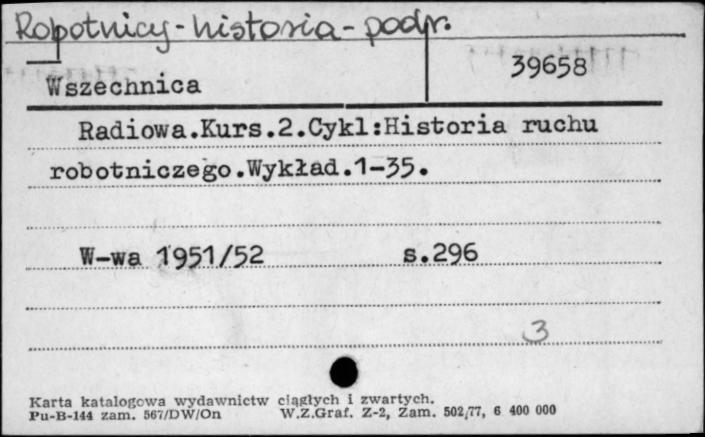 Robotnicy - historia - podr.
39658
Wszechnica
Radiowa.Kurs.2.Cykl:Historia ruchu
robotniczego.Wykład.1-35.
W-wa 1951/52 s.296
3
Karta katalogowa wydawnictw ciągłych i zwartych.
Pu-B-144 zam. 567/DW/On W.Z.Graf. Z-2, Zam. 502/77, 6 400 000